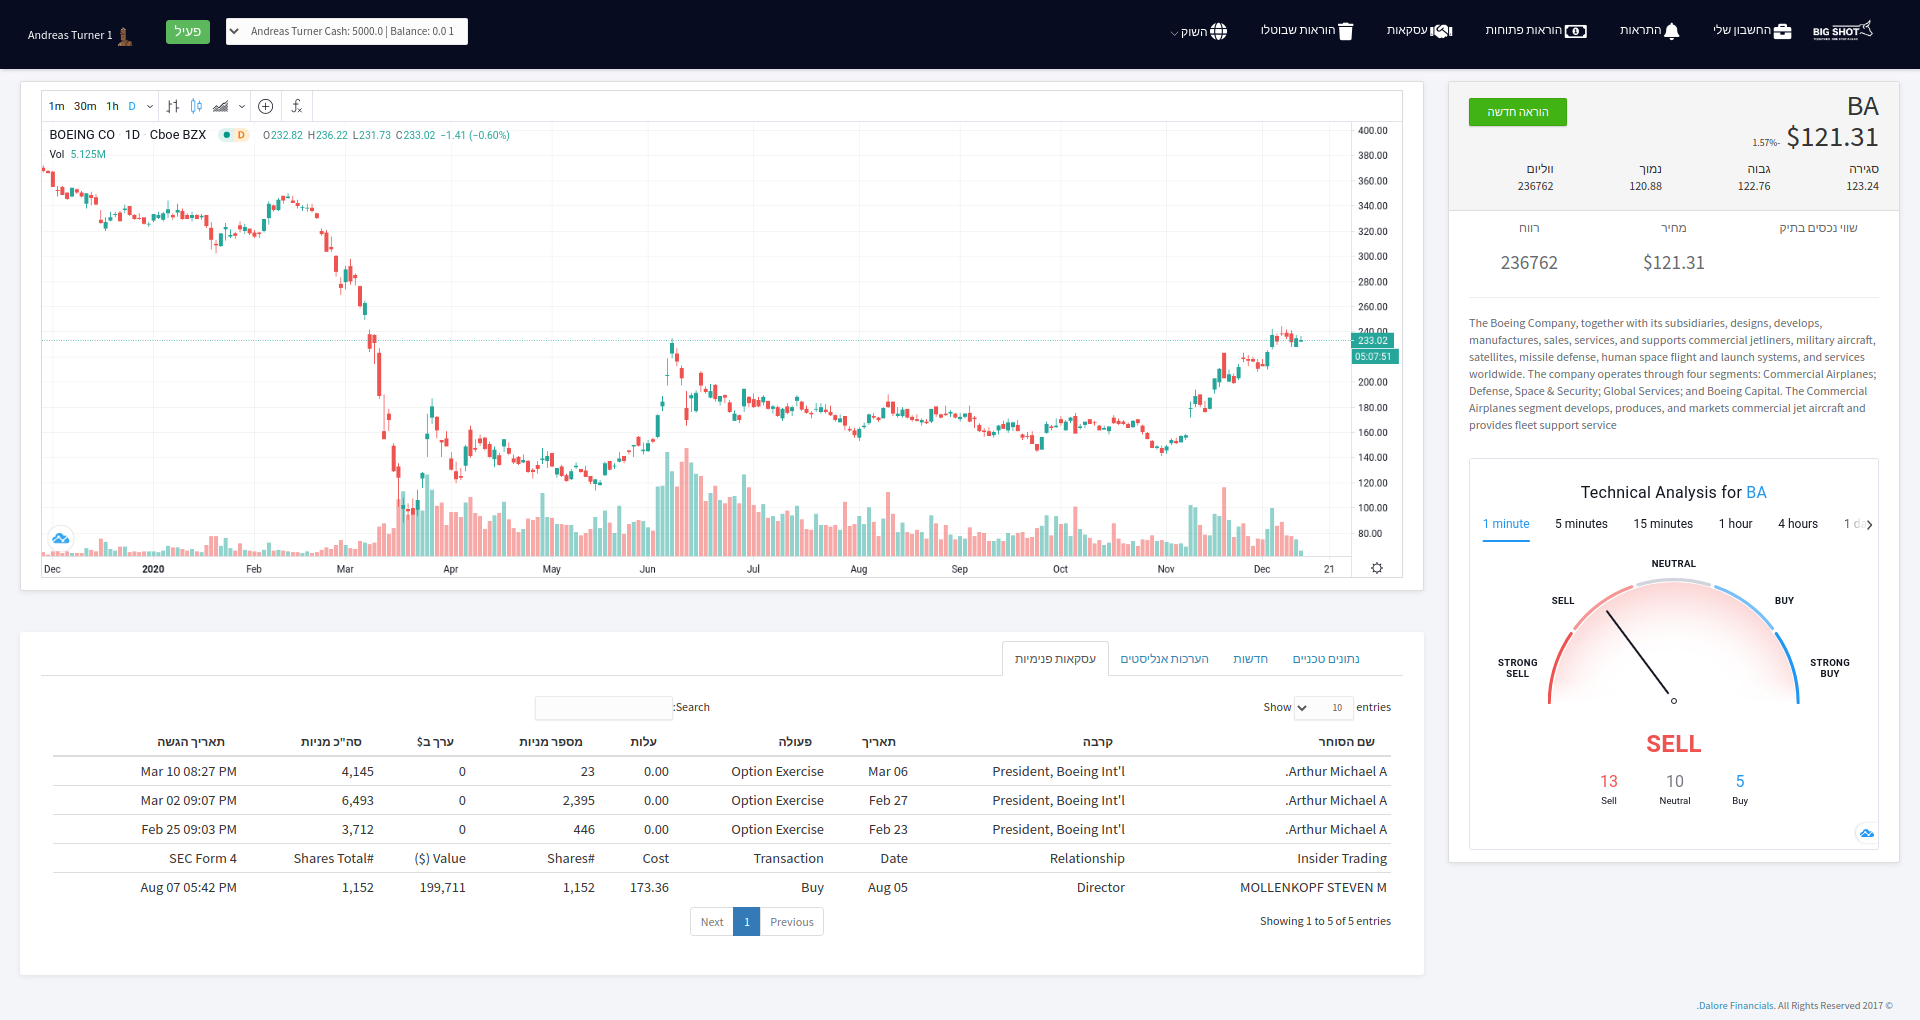 BIG SHOT
החשבון שלי
התראות
הוראות פתוחות
עסקאות
הוראות שבוטלו
השוק
Andreas Turner Cash: 5000.0 | Balance: 0.0 1
פעיל
Andreas Turner 1
1m 30m 1h D
BOEING CO · 1D · Cboe BZX D O232.82 H236.22 L231.73 C233.02 −1.41 (−0.60%)
Vol 5.125M
400.00
380.00
360.00
340.00
320.00
300.00
280.00
260.00
240.00
233.02
05:07:51
200.00
180.00
160.00
140.00
120.00
100.00
80.00
Dec 2020 Feb Mar Apr May Jun Jul Aug Sep Oct Nov Dec 21
BA
הוראה חדשה
$121.31
1.57%-
סגירה גבוה נמוך ווליום
123.24 122.76 120.88 236762
שווי נכסים בתיק מחיר רווח
$121.31 236762
The Boeing Company, together with its subsidiaries, designs, develops,
manufactures, sales, services, and supports commercial jetliners, military aircraft,
satellites, missile defense, human space flight and launch systems, and services
worldwide. The company operates through four segments: Commercial Airplanes;
Defense, Space & Security; Global Services; and Boeing Capital. The Commercial
Airplanes segment develops, produces, and markets commercial jet aircraft and
provides fleet support service
Technical Analysis for BA
1 minute 5 minutes 15 minutes 1 hour 4 hours 1 da
NEUTRAL
SELL BUY
STRONG SELL
STRONG BUY
SELL
13 10 5
Sell Neutral Buy
נתונים טכניים חדשות הערכות אנליסטים עסקאות פנימיות
Show 10 entries
:Search
שם הסוחר קרבה תאריך פעולה עלות מספר מניות ערך ב$ סה"כ מניות תאריך הגשה
.Arthur Michael A President, Boeing Int'l Mar 06 Option Exercise 0.00 23 0 4,145 Mar 10 08:27 PM
.Arthur Michael A President, Boeing Int'l Feb 27 Option Exercise 0.00 2,395 0 6,493 Mar 02 09:07 PM
.Arthur Michael A President, Boeing Int'l Feb 23 Option Exercise 0.00 446 0 3,712 Feb 25 09:03 PM
Insider Trading Relationship Date Transaction Cost Shares# ($) Value Shares Total# SEC Form 4
MOLLENKOPF STEVEN M Director Aug 05 Buy 173.36 1,152 199,711 1,152 Aug 07 05:42 PM
Showing 1 to 5 of 5 entries
Next 1 Previous
.Dalore Financials. All Rights Reserved 2017 ©